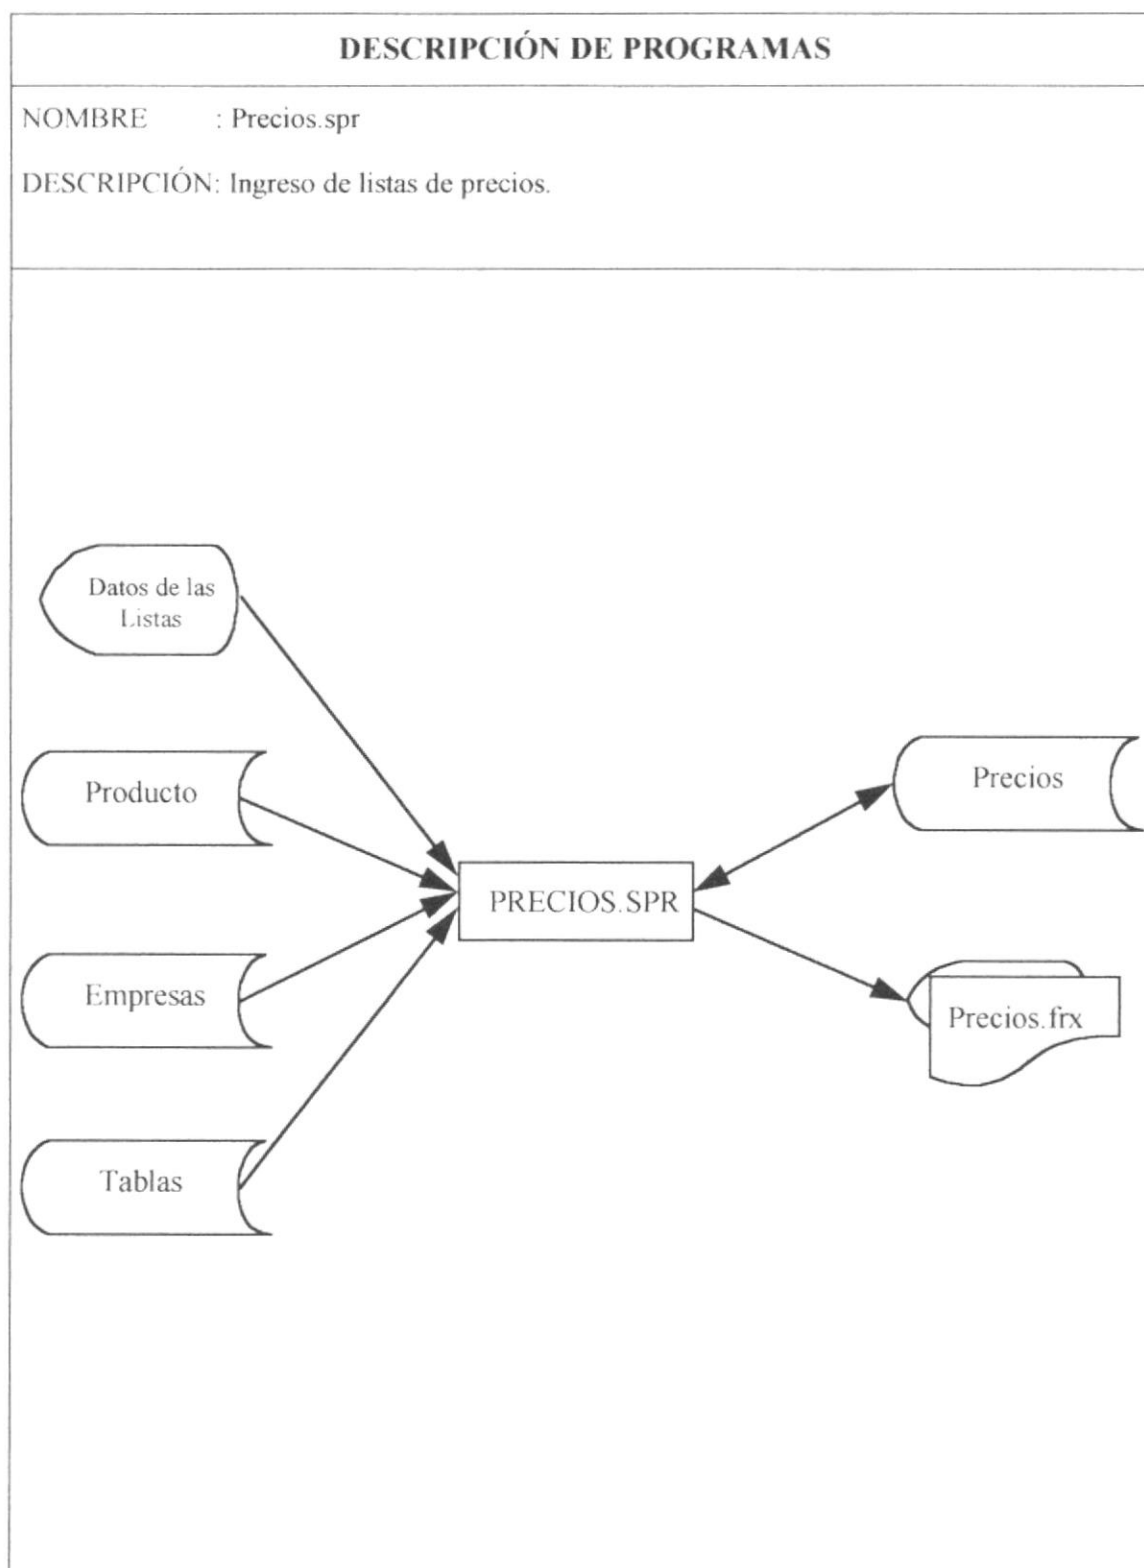 DESCRIPCIÓN DE PROGRAMAS
NOMBRE : Precios.spr
DESCRIPCIÓN: Ingreso de listas de precios.
Datos de las
Listas
Producto
Precios
PRECIOS.SPR
Empresas
Precios.frx
Tablas